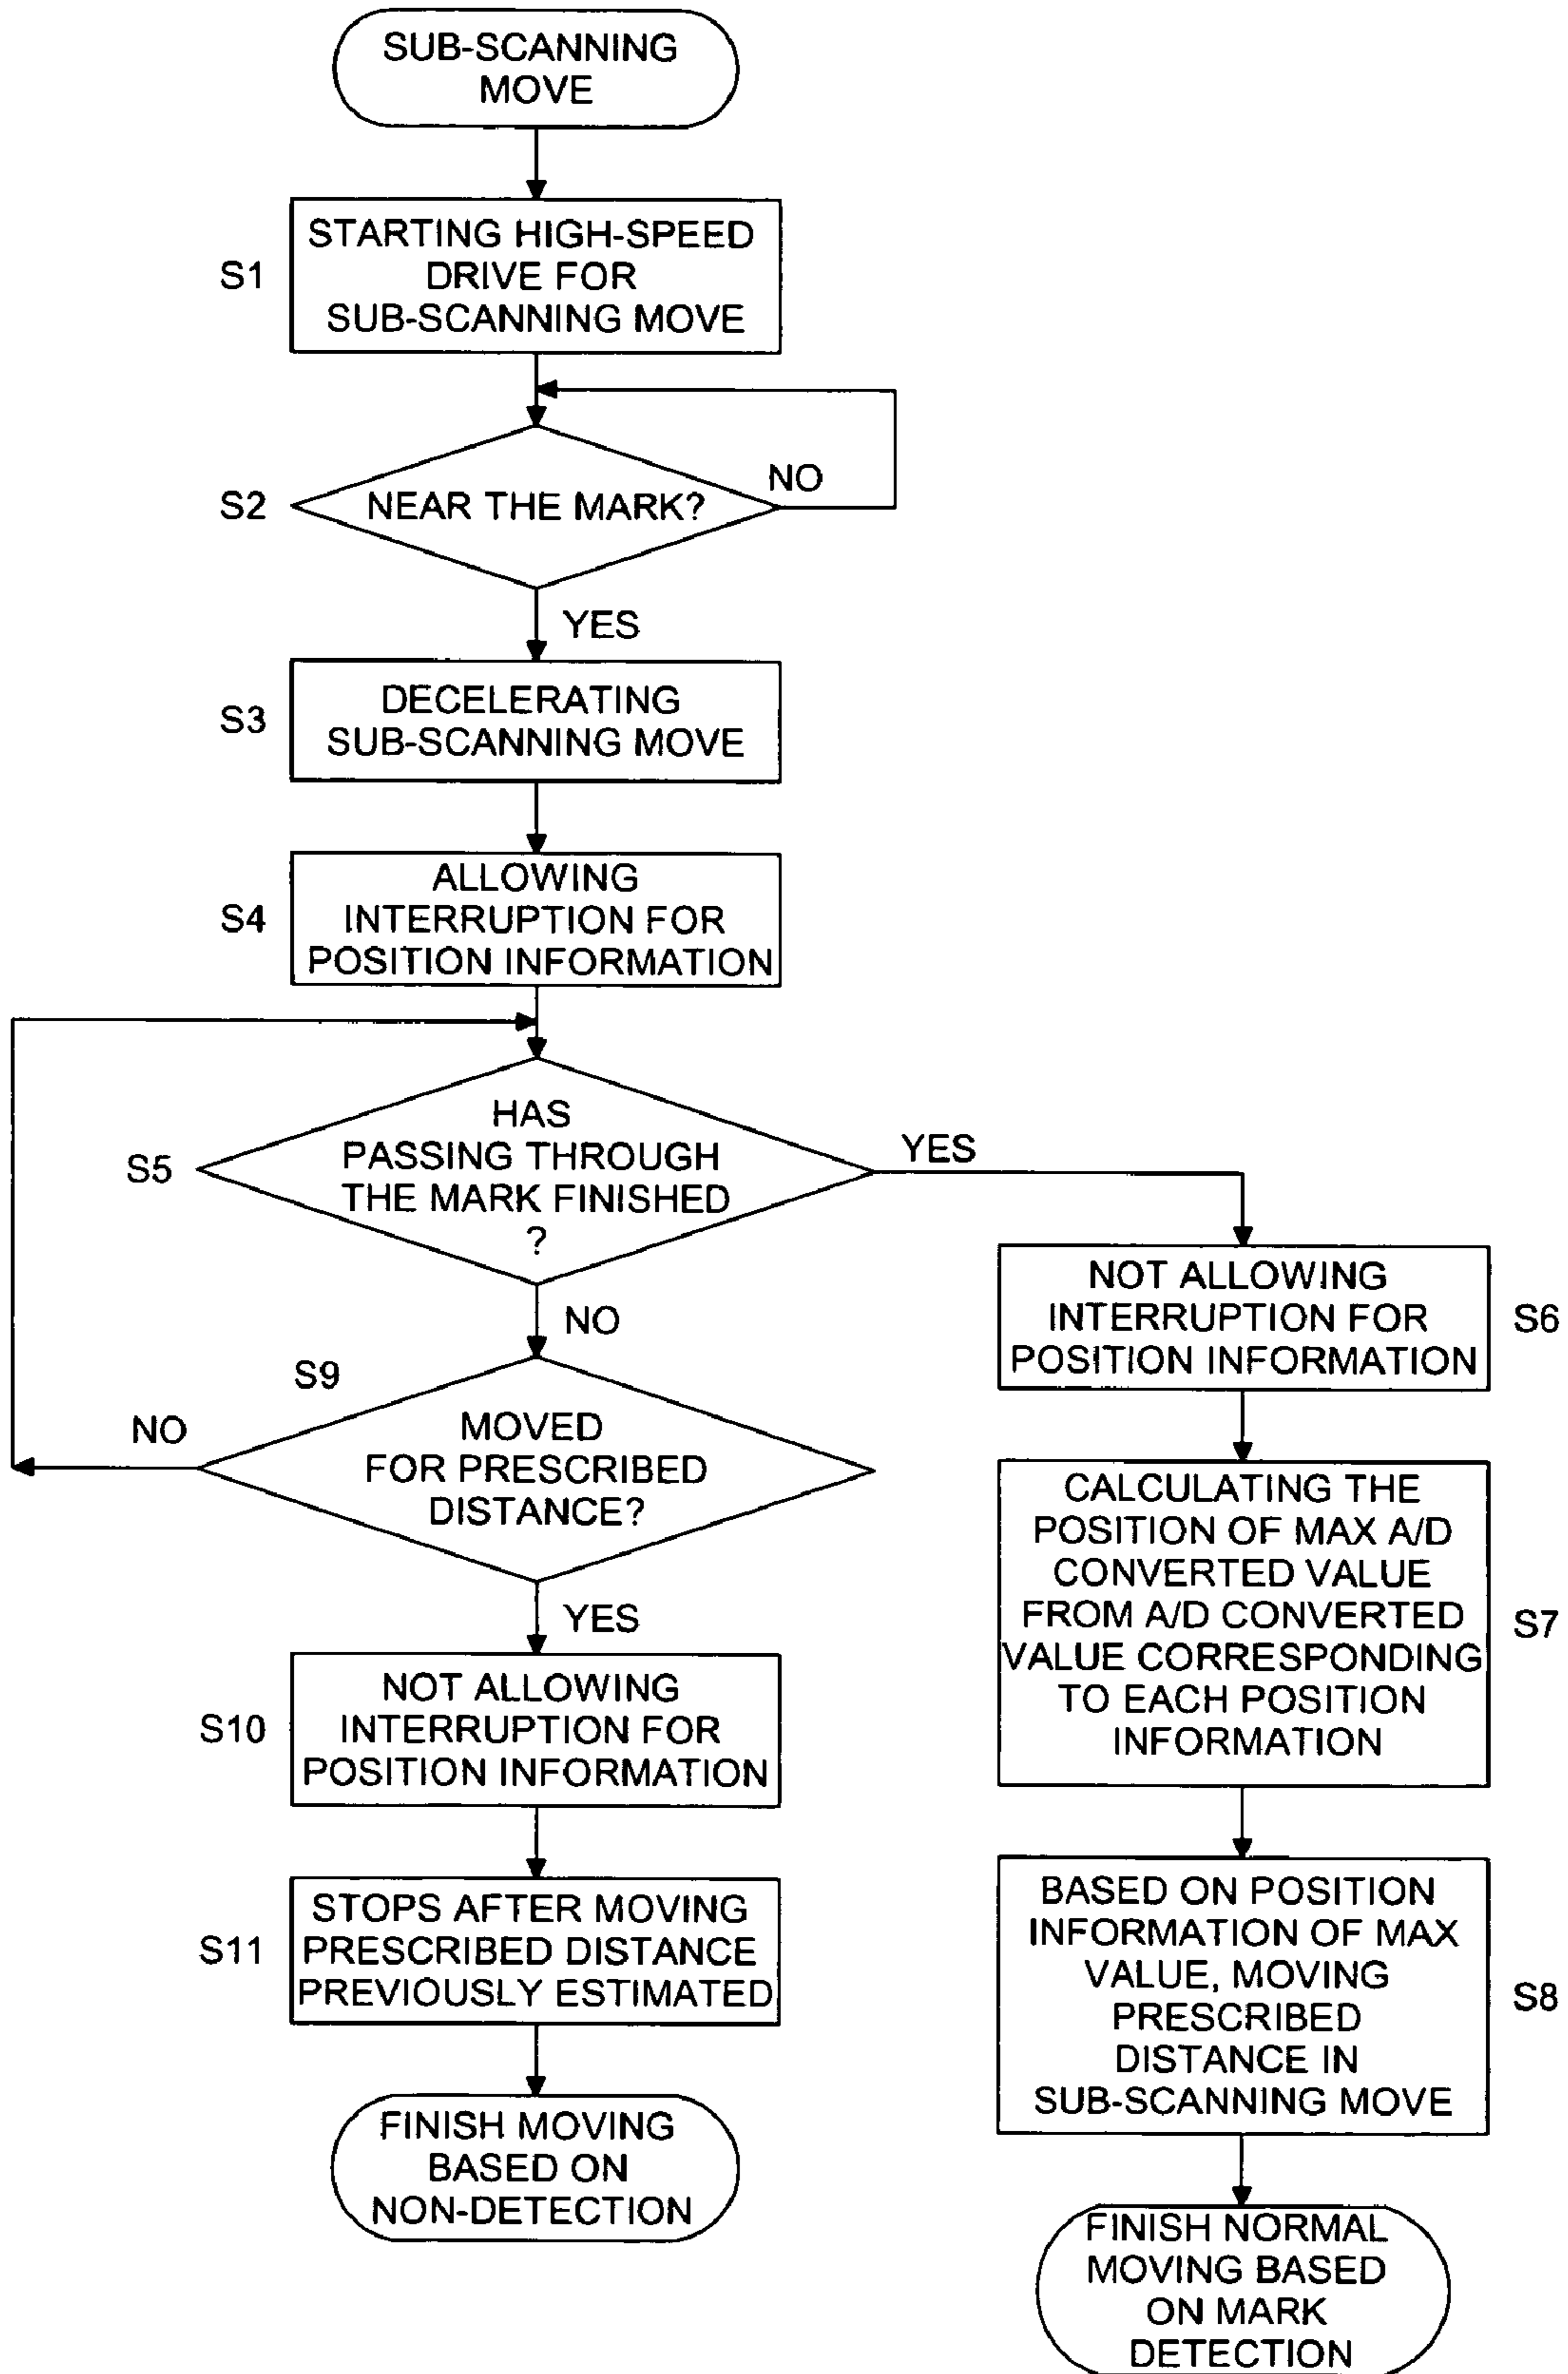 SUB-SCANNING
MOVE
S1
STARTING HIGH-SPEED
DRIVE FOR
SUB-SCANNING MOVE
S2
NEAR THE MARK?
NO
YES
S3
DECELERATING
SUB-SCANNING MOVE
S4
ALLOWING
INTERRUPTION FOR
POSITION INFORMATION
S5
HAS
PASSING THROUGH
THE MARK FINISHED
?
YES
NO
S9
MOVED
FOR PRESCRIBED
DISTANCE?
NO
YES
S10
NOT ALLOWING
INTERRUPTION FOR
POSITION INFORMATION
S11
STOPS AFTER MOVING
PRESCRIBED DISTANCE
PREVIOUSLY ESTIMATED
FINISH MOVING
BASED ON
NON-DETECTION
NOT ALLOWING
INTERRUPTION FOR
POSITION INFORMATION
S6
CALCULATING THE
POSITION OF MAX A/D
CONVERTED VALUE
FROM A/D CONVERTED
VALUE CORRESPONDING
TO EACH POSITION
INFORMATION
S7
BASED ON POSITION
INFORMATION OF MAX
VALUE, MOVING
PRESCRIBED
DISTANCE IN
SUB-SCANNING MOVE
S8
FINISH NORMAL
MOVING BASED
ON MARK
DETECTION